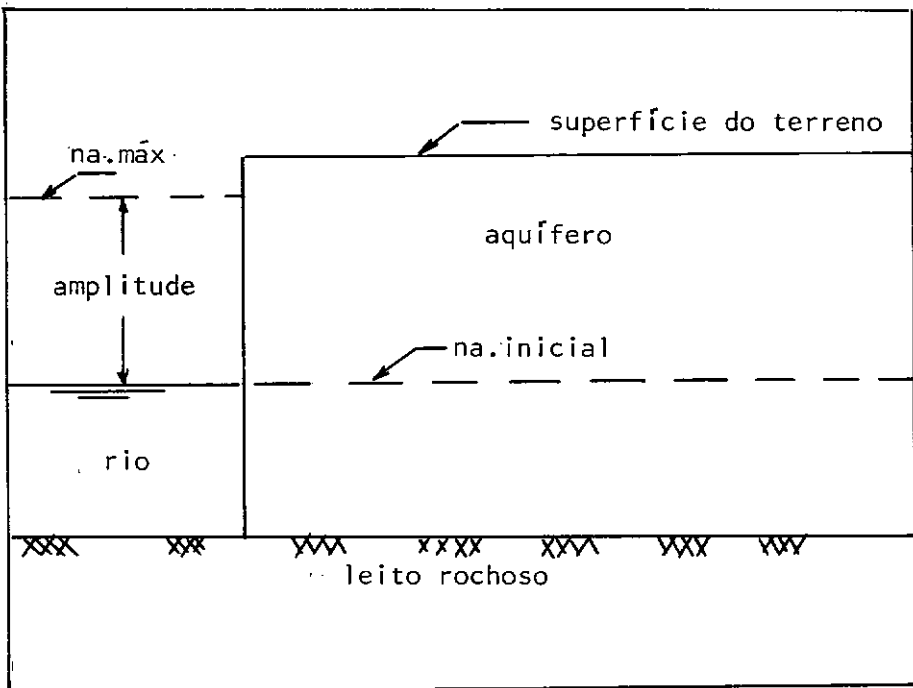 superfície do terreno
na.máx.
aquífero
amplitude
na.inicial
rio
leito rochoso